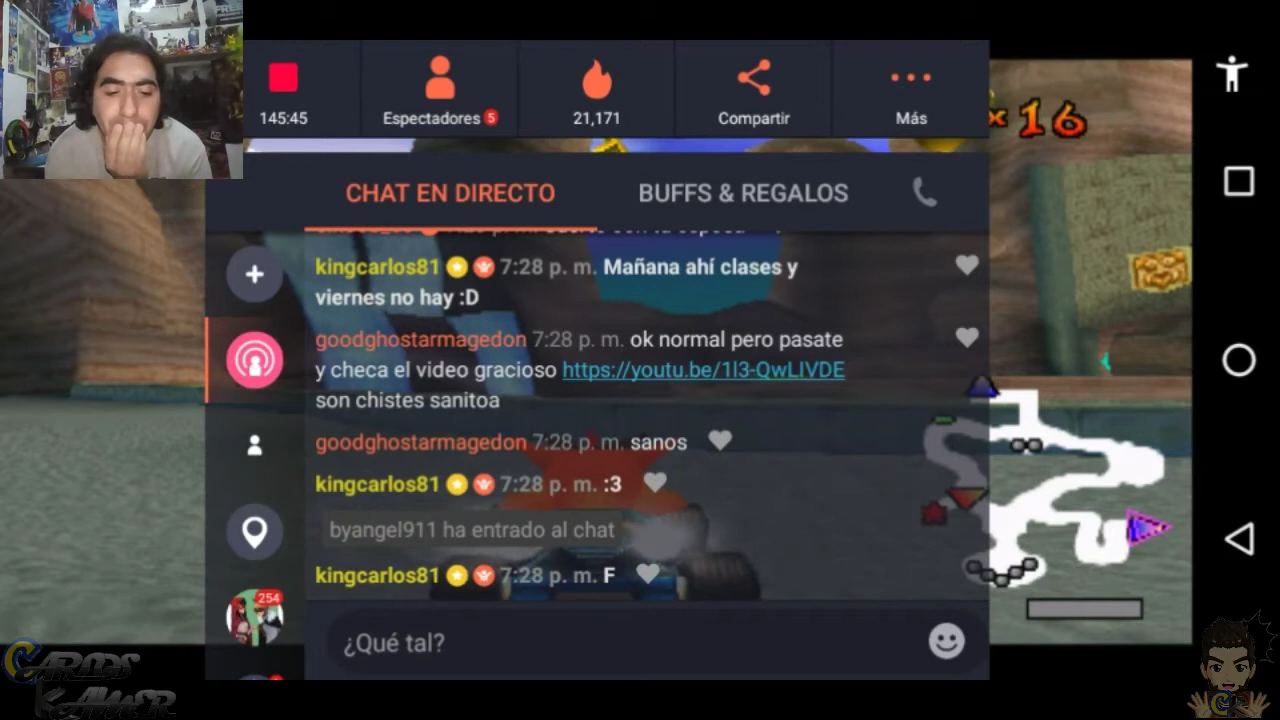 145:45
Espectadores 5
21,171
Compartir
Más
x 16
CHAT EN DIRECTO
BUFFS & REGALOS
kingcarlos81 7:28 p. m. Mañana ahí clases y
viernes no hay :D
goodghostarmagedon 7:28 p. m. ok normal pero pasate
y checa el video gracioso https://youtu.be/1l3-QwLIVDE
son chistes sanitoa
goodghostarmagedon 7:28 p. m. sanos
kingcarlos81 7:28 p. m. :3
byangel911 ha entrado al chat
kingcarlos81 7:28 p. m. F
254
¿Qué tal?
CARLOS